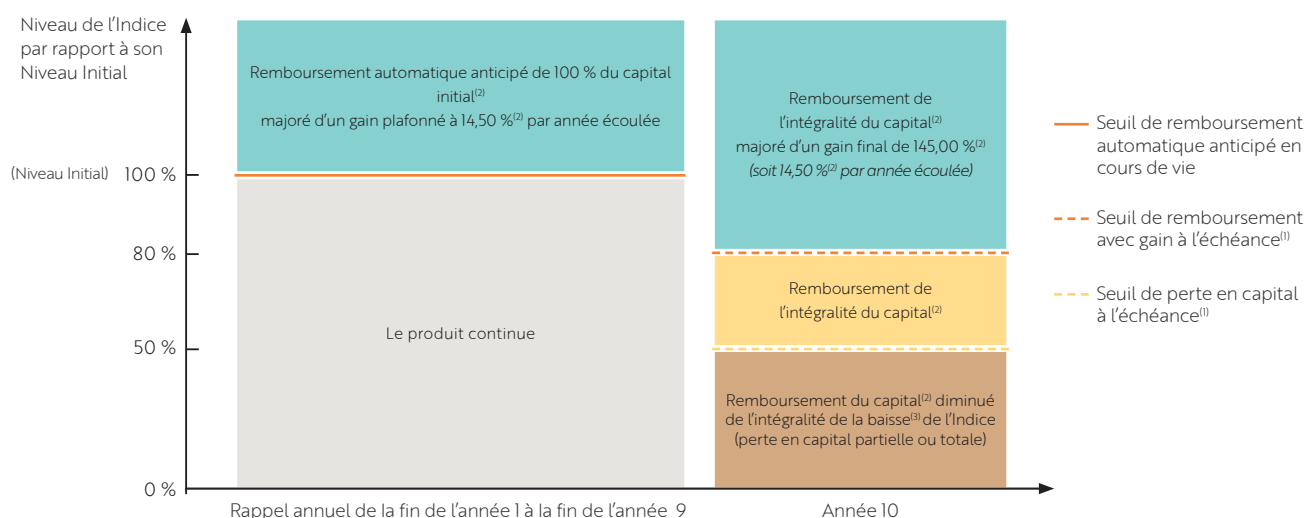 Niveau de l'Indice
par rapport à son
Niveau Initial
Remboursement automatique anticipé de 100 % du capital
initial(2)
majoré d'un gain plafonné à 14,50 %(2) par année écoulée
Remboursement de
l'intégralité du capital(2)
majoré d'un gain final de 145,00 %(2)
(soit 14,50 %(2) par année écoulée)
Seuil de remboursement
automatique anticipé en
cours de vie
(Niveau Initial) 100 %
Seuil de remboursement
avec gain à l'échéance(1)
80 %
Remboursement de
l'intégralité du capital(2)
Seuil de perte en capital
à l'échéance(1)
Le produit continue
50 %
Remboursement du capital(2) diminué
de l'intégralité de la baisse(3) de l'Indice
(perte en capital partielle ou totale)
0 %
Rappel annuel de la fin de l'année 1 à la fin de l'année 9
Année 10